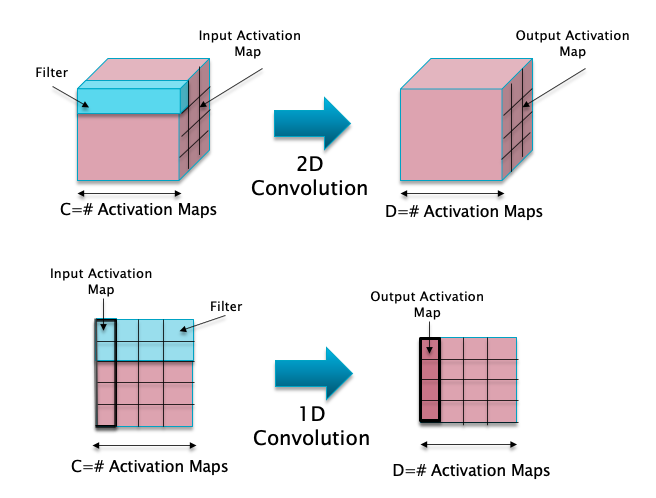 Input Activation
Map
Filter
2D
Convolution
C=# Activation Maps
Output Activation
Map
D=# Activation Maps
Input Activation
Map
Filter
1D
Convolution
C=# Activation Maps
Output Activation
Map
D=# Activation Maps